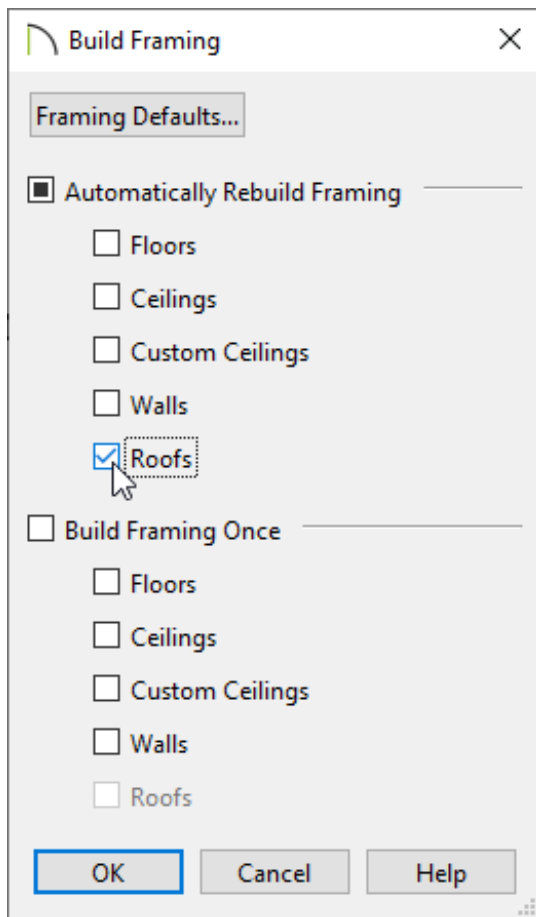 Build Framing
Framing Defaults...
Automatically Rebuild Framing
Floors
Ceilings
Custom Ceilings
Walls
Roofs
Build Framing Once
Floors
Ceilings
Custom Ceilings
Walls
Roofs
OK Cancel Help